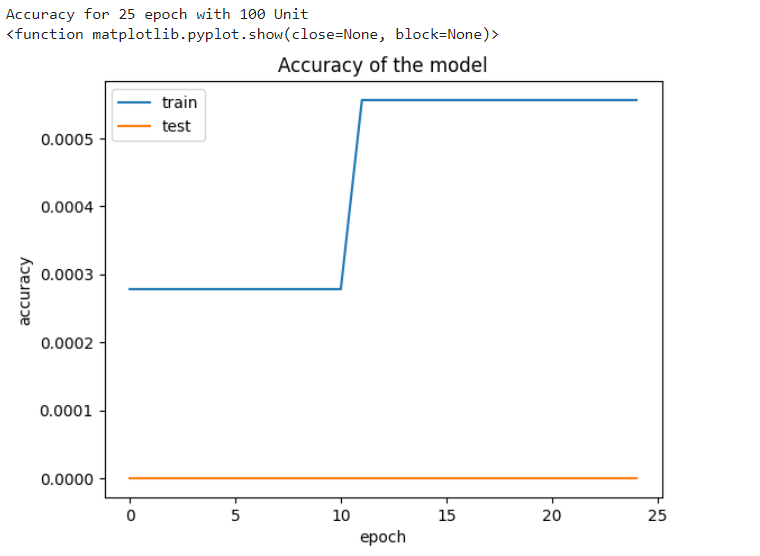 Accuracy for 25 epoch with 100 Unit
<function matplotlib.pyplot.show(close=None, block=None)>
Accuracy of the model
train
test
0.0005
0.0004
0.0003
0.0002
0.0001
0.0000
accuracy
0 5 10 15 20 25
epoch